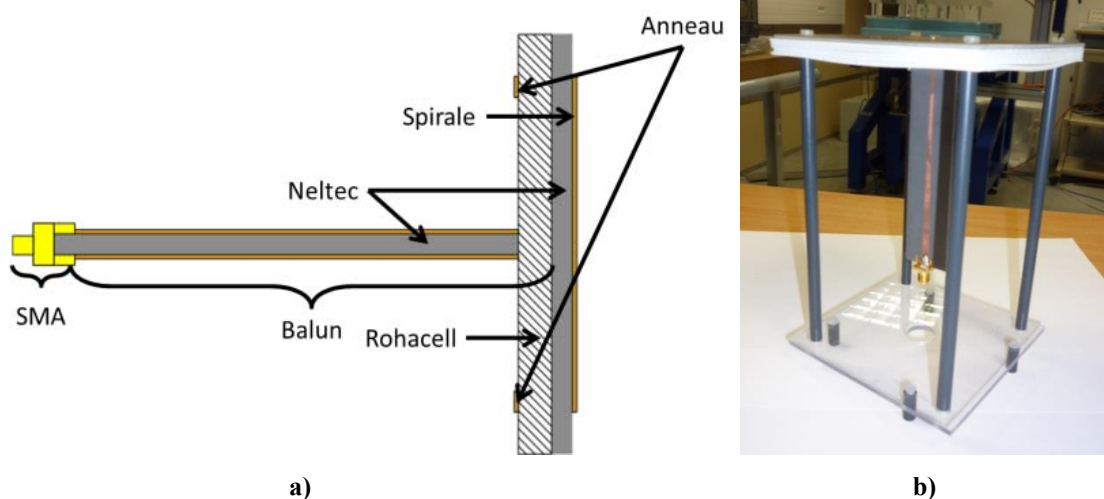 Anneau
Spirale
Neltec
SMA
Balun
Rohacell
a)
b)